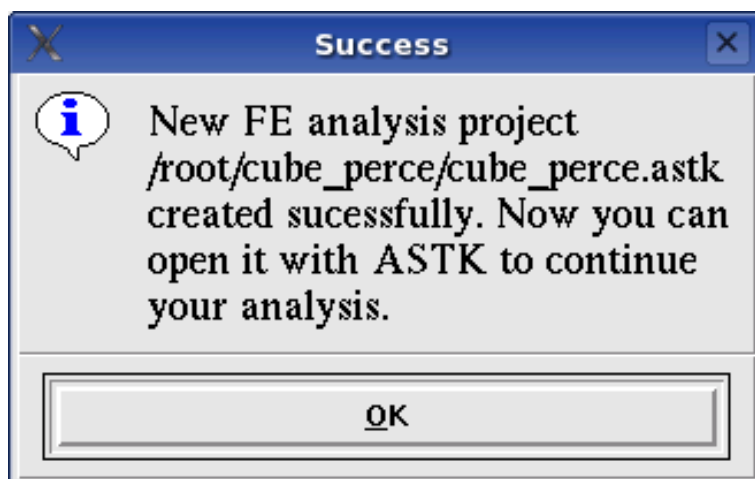 Success
New FE analysis project
/root/cube_perce/cube_perce.astk
created sucessfully. Now you can
open it with ASTK to continue
your analysis.
OK